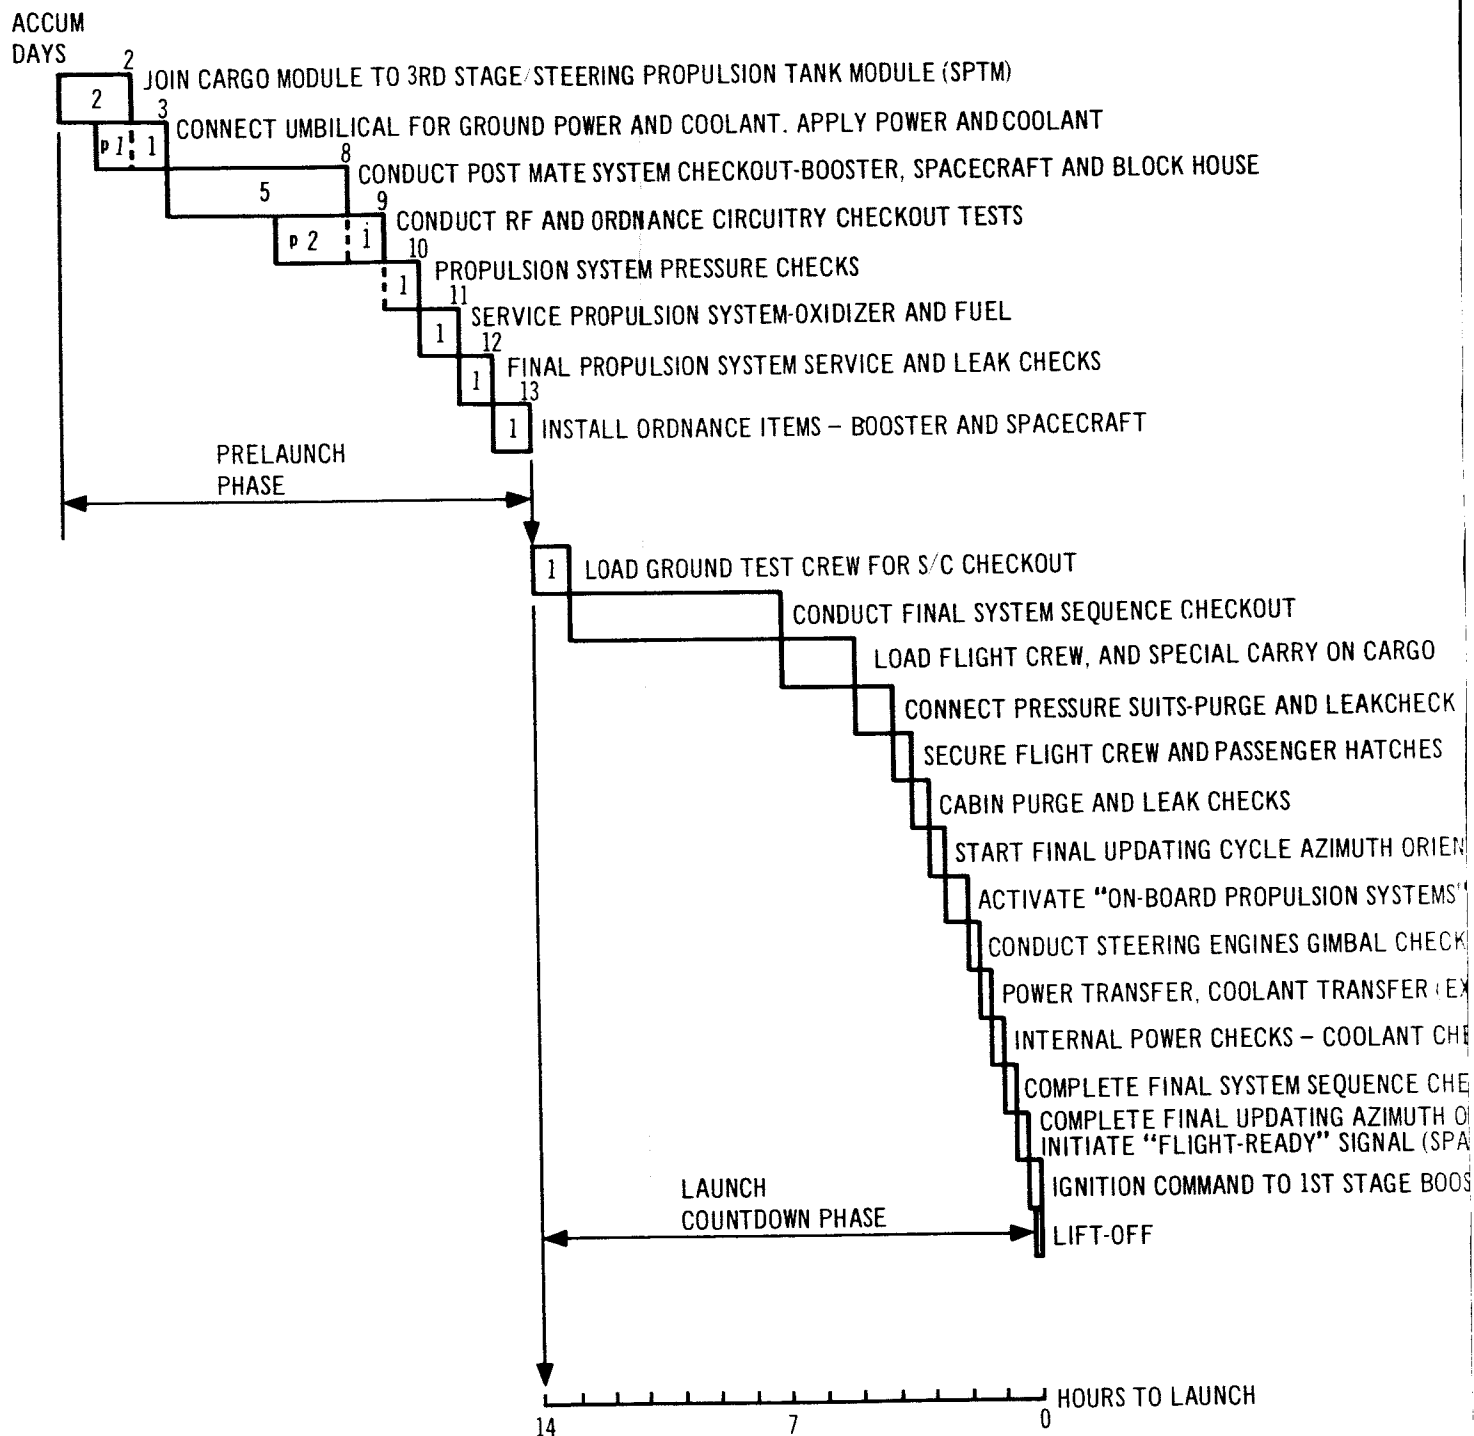 ACCUM
DAYS
2
2 JOIN CARGO MODULE TO 3RD STAGE/STEERING PROPULSION TANK MODULE (SPTM)
3
p 1 1 CONNECT UMBILICAL FOR GROUND POWER AND COOLANT. APPLY POWER AND COOLANT
8
5 CONDUCT POST MATE SYSTEM CHECKOUT-BOOSTER, SPACECRAFT AND BLOCK HOUSE
9
p 2 1 CONDUCT RF AND ORDNANCE CIRCUITRY CHECKOUT TESTS
10
1 PROPULSION SYSTEM PRESSURE CHECKS
11
1 SERVICE PROPULSION SYSTEM-OXIDIZER AND FUEL
12
1 FINAL PROPULSION SYSTEM SERVICE AND LEAK CHECKS
13
1 INSTALL ORDNANCE ITEMS – BOOSTER AND SPACECRAFT
PRELAUNCH
PHASE
1 LOAD GROUND TEST CREW FOR S/C CHECKOUT
CONDUCT FINAL SYSTEM SEQUENCE CHECKOUT
LOAD FLIGHT CREW, AND SPECIAL CARRY ON CARGO
CONNECT PRESSURE SUITS-PURGE AND LEAKCHECK
SECURE FLIGHT CREW AND PASSENGER HATCHES
CABIN PURGE AND LEAK CHECKS
START FINAL UPDATING CYCLE AZIMUTH ORIEN
ACTIVATE "ON-BOARD PROPULSION SYSTEMS"
CONDUCT STEERING ENGINES GIMBAL CHECK
POWER TRANSFER, COOLANT TRANSFER (EX
INTERNAL POWER CHECKS – COOLANT CHE
COMPLETE FINAL SYSTEM SEQUENCE CHE
COMPLETE FINAL UPDATING AZIMUTH O
INITIATE "FLIGHT-READY" SIGNAL (SPA
IGNITION COMMAND TO 1ST STAGE BOOS
LAUNCH
COUNTDOWN PHASE
LIFT-OFF
HOURS TO LAUNCH
14 7 0